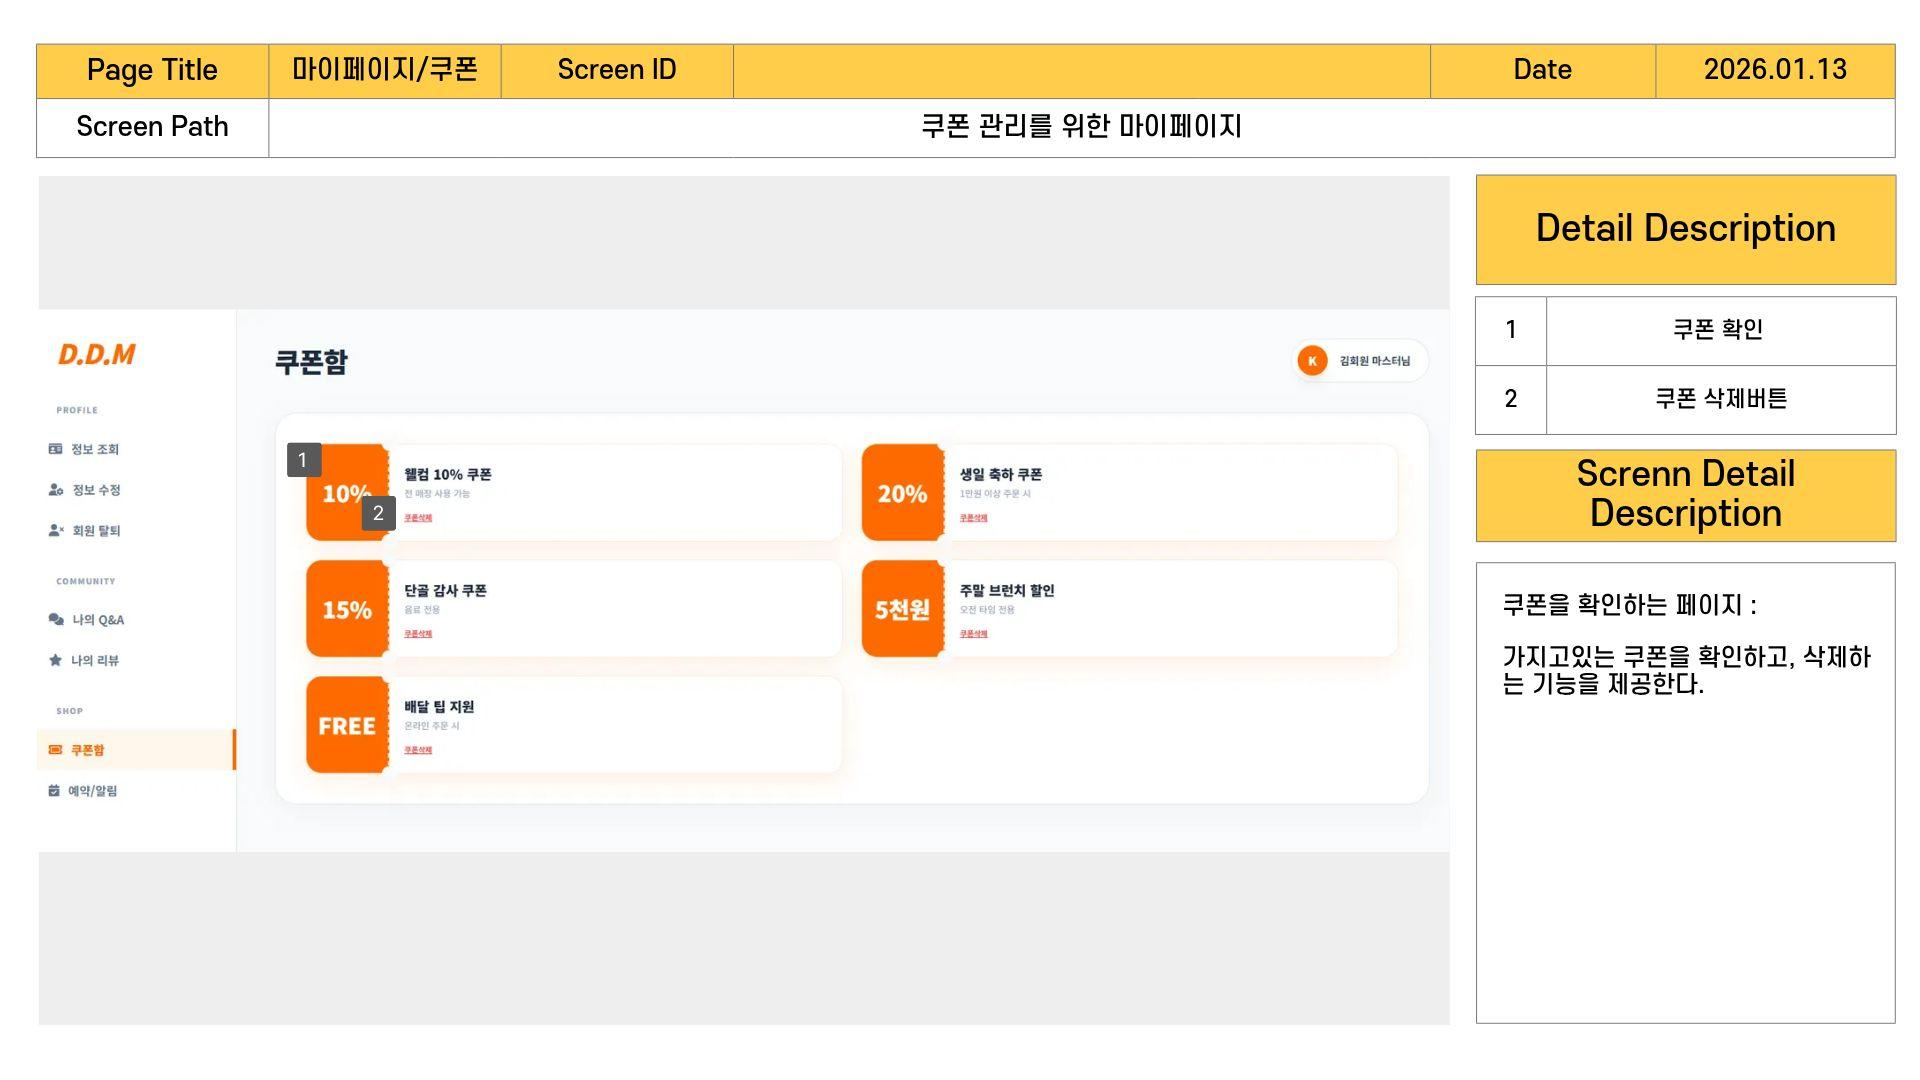 Page Title
마이페이지/쿠폰
Screen ID
Date
2026.01.13
Screen Path
쿠폰 관리를 위한 마이페이지
D.D.M
PROFILE
정보 조회
정보 수정
회원 탈퇴
COMMUNITY
나의 Q&A
나의 리뷰
SHOP
쿠폰함
예약/알림
쿠폰함
K
김회원 마스터님
1
10%
2
웰컴 10% 쿠폰
전 매장 사용 가능
쿠폰삭제
20%
생일 축하 쿠폰
1만원 이상 주문 시
쿠폰삭제
15%
단골 감사 쿠폰
음료 전용
쿠폰삭제
5천원
주말 브런치 할인
오전 타임 전용
쿠폰삭제
FREE
배달 팁 지원
온라인 주문 시
쿠폰삭제
Detail Description
1
쿠폰 확인
2
쿠폰 삭제버튼
Screnn Detail
Description
쿠폰을 확인하는 페이지 :
가지고있는 쿠폰을 확인하고, 삭제하
는 기능을 제공한다.